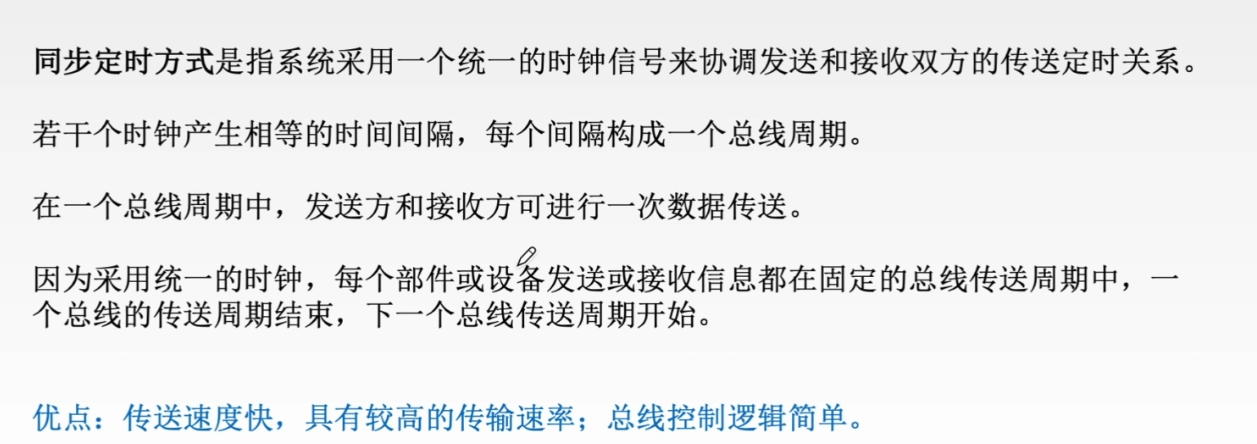 同步定时方式是指系统采用一个统一的时钟信号来协调发送和接收双方的传送定时关系。
若干个时钟产生相等的时间间隔，每个间隔构成一个总线周期。
在一个总线周期中，发送方和接收方可进行一次数据传送。
因为采用统一的时钟，每个部件或设备发送或接收信息都在固定的总线传送周期中，一
个总线的传送周期结束，下一个总线传送周期开始。
优点：传送速度快，具有较高的传输速率；总线控制逻辑简单。